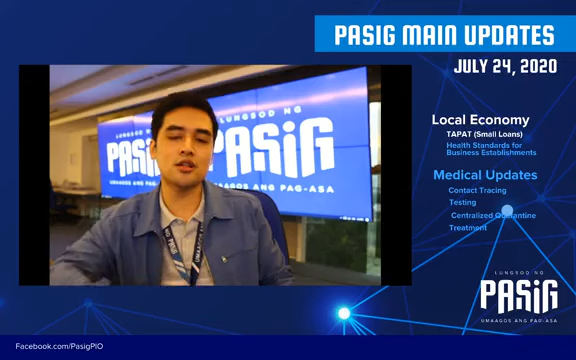 PASIG MAIN UPDATES
JULY 24, 2020
LUNGSOD NG
PASIG
UMAAGOS ANG PAG-ASA
Local Economy
TAPAT (Small Loans)
Health Standards for
Business Establishments
Medical Updates
Contact Tracing
Testing
Centralized Quarantine
Treatment
LUNGSOD NG
PASIG
UMAAGOS ANG PAG-ASA
Facebook.com/PasigPIO